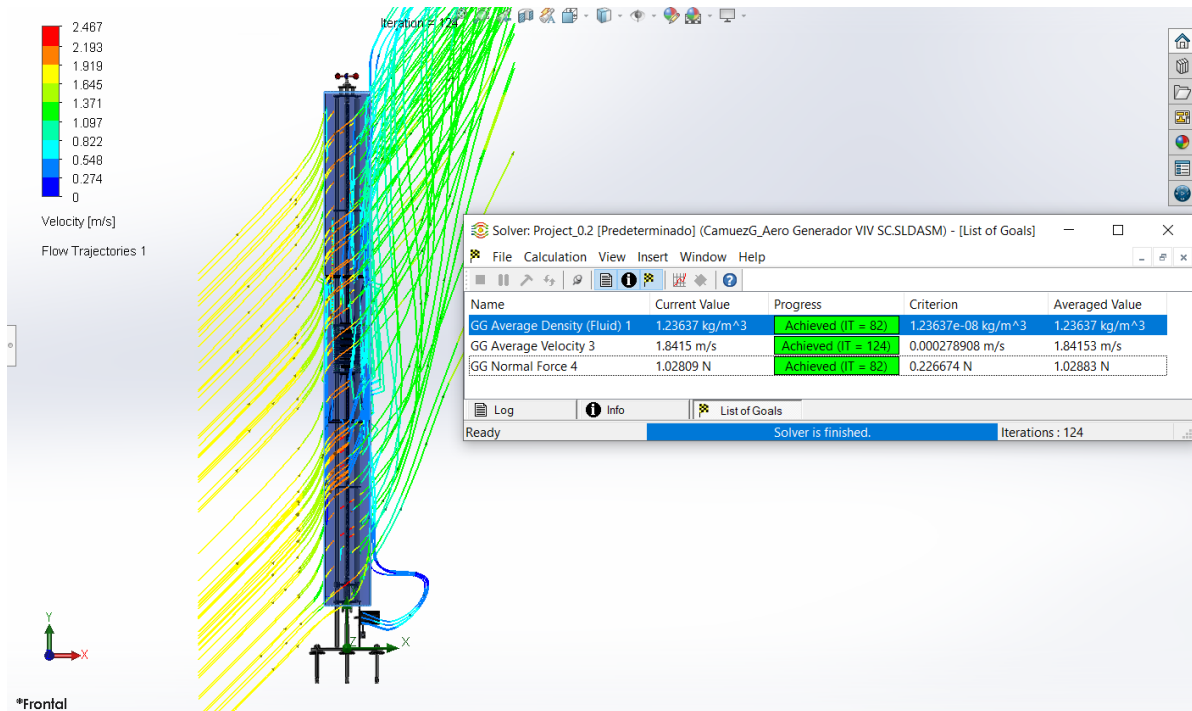 Iteration = 124
2.467
2.193
1.919
1.645
1.371
1.097
0.822
0.548
0.274
0
Velocity [m/s]
Flow Trajectories 1
Solver: Project_0.2 [Predeterminado] (CamuezG_Aero Generador VIV SC.SLDASM) - [List of Goals]
File Calculation View Insert Window Help
Name Current Value Progress Criterion Averaged Value
GG Average Density (Fluid) 1 1.23637 kg/m^3 Achieved (IT = 82) 1.23637e-08 kg/m^3 1.23637 kg/m^3
GG Average Velocity 3 1.8415 m/s Achieved (IT = 124) 0.000278908 m/s 1.84153 m/s
GG Normal Force 4 1.02809 N Achieved (IT = 82) 0.226674 N 1.02883 N
Log Info List of Goals
Ready Solver is finished. Iterations : 124
Z X
Y
X
*Frontal